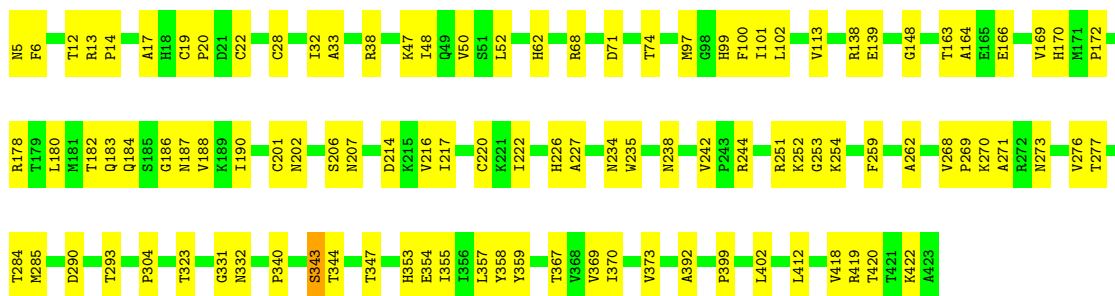 N5 F6 T12 R13 P14 A17 H18 C19 P20 D21 C22 C28 I32 A33 R38 K47 I48 Q49 V50 S51 L52 H62 R68 D71 T74 M97 G98 H99 F100 I101 L102 V113 R138 E139 G148 T163 A164 E165 E166 V169 H170 M171 P172
R178 T179 L180 M181 T182 Q183 Q184 S185 G186 N187 V188 K189 I190 C201 N202 S206 N207 D214 K215 V216 I217 C220 K221 I222 H226 A227 N234 W235 N238 V242 P243 R244 R251 K252 G253 K254 F259 A262 V268 P269 K270 A271 R272 N273 V276 T277
T284 M285 D290 T293 P304 T323 G331 N332 P340 S343 T344 T347 H353 E354 I355 I356 L357 Y358 Y359 T367 V368 V369 I370 V373 A392 P399 L402 L412 V418 R419 T420 T421 K422 A423